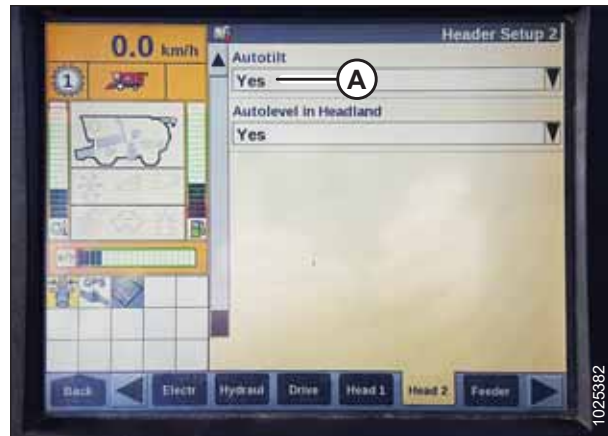 0.0 km/h
Header Setup 2
Autotilt
Yes
A
1
Autolevel in Headland
Yes
Back
Electr
Hydraul
Drive
Head 1
Head 2
Feeder
1025382